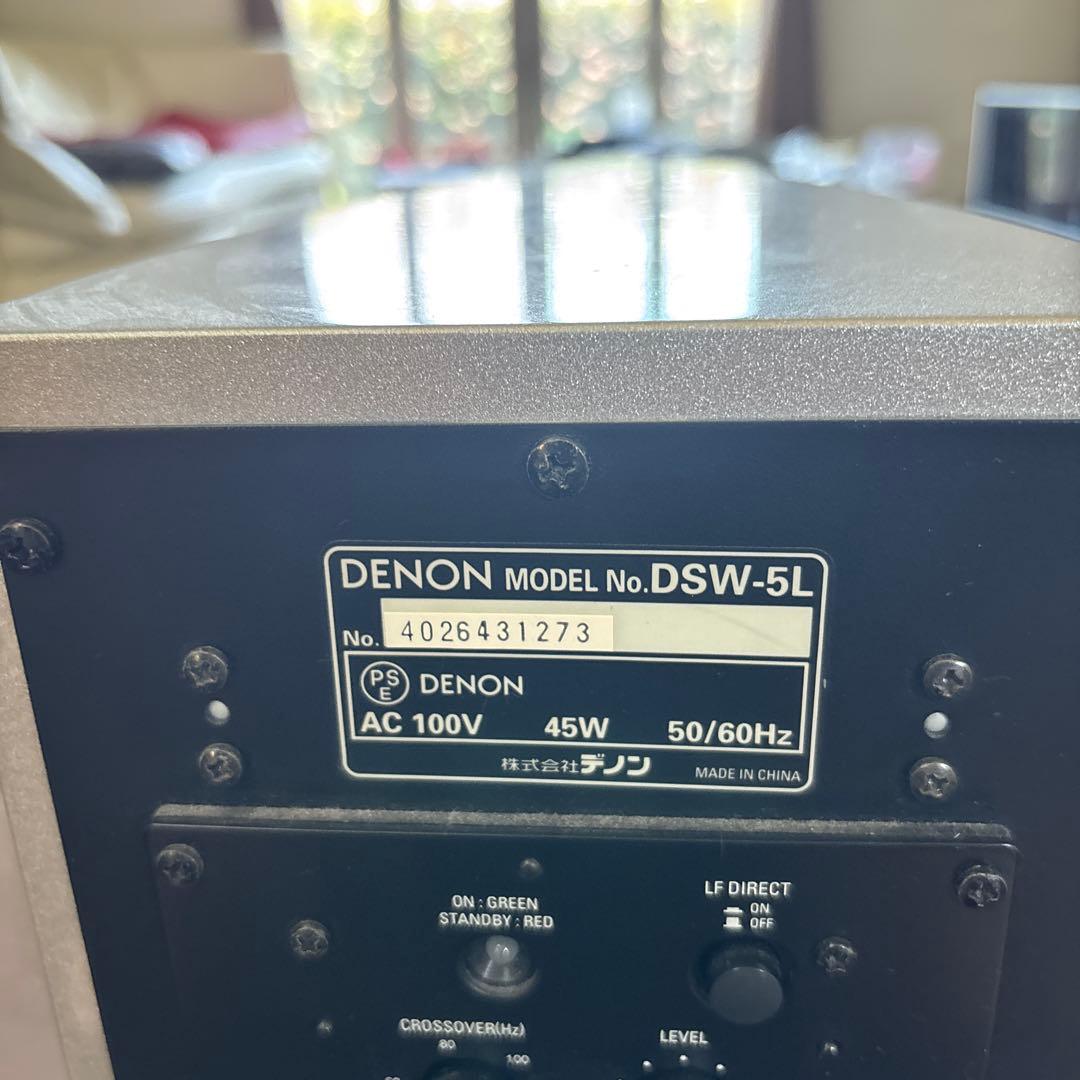 DENON MODEL No.DSW-5L
No. 4026431273
PSE DENON
AC 100V 45W 50/60Hz
株式会社デノン MADE IN CHINA
ON : GREEN
STANDBY : RED
LF DIRECT
ON
OFF
CROSSOVER(Hz)
80
100
LEVEL